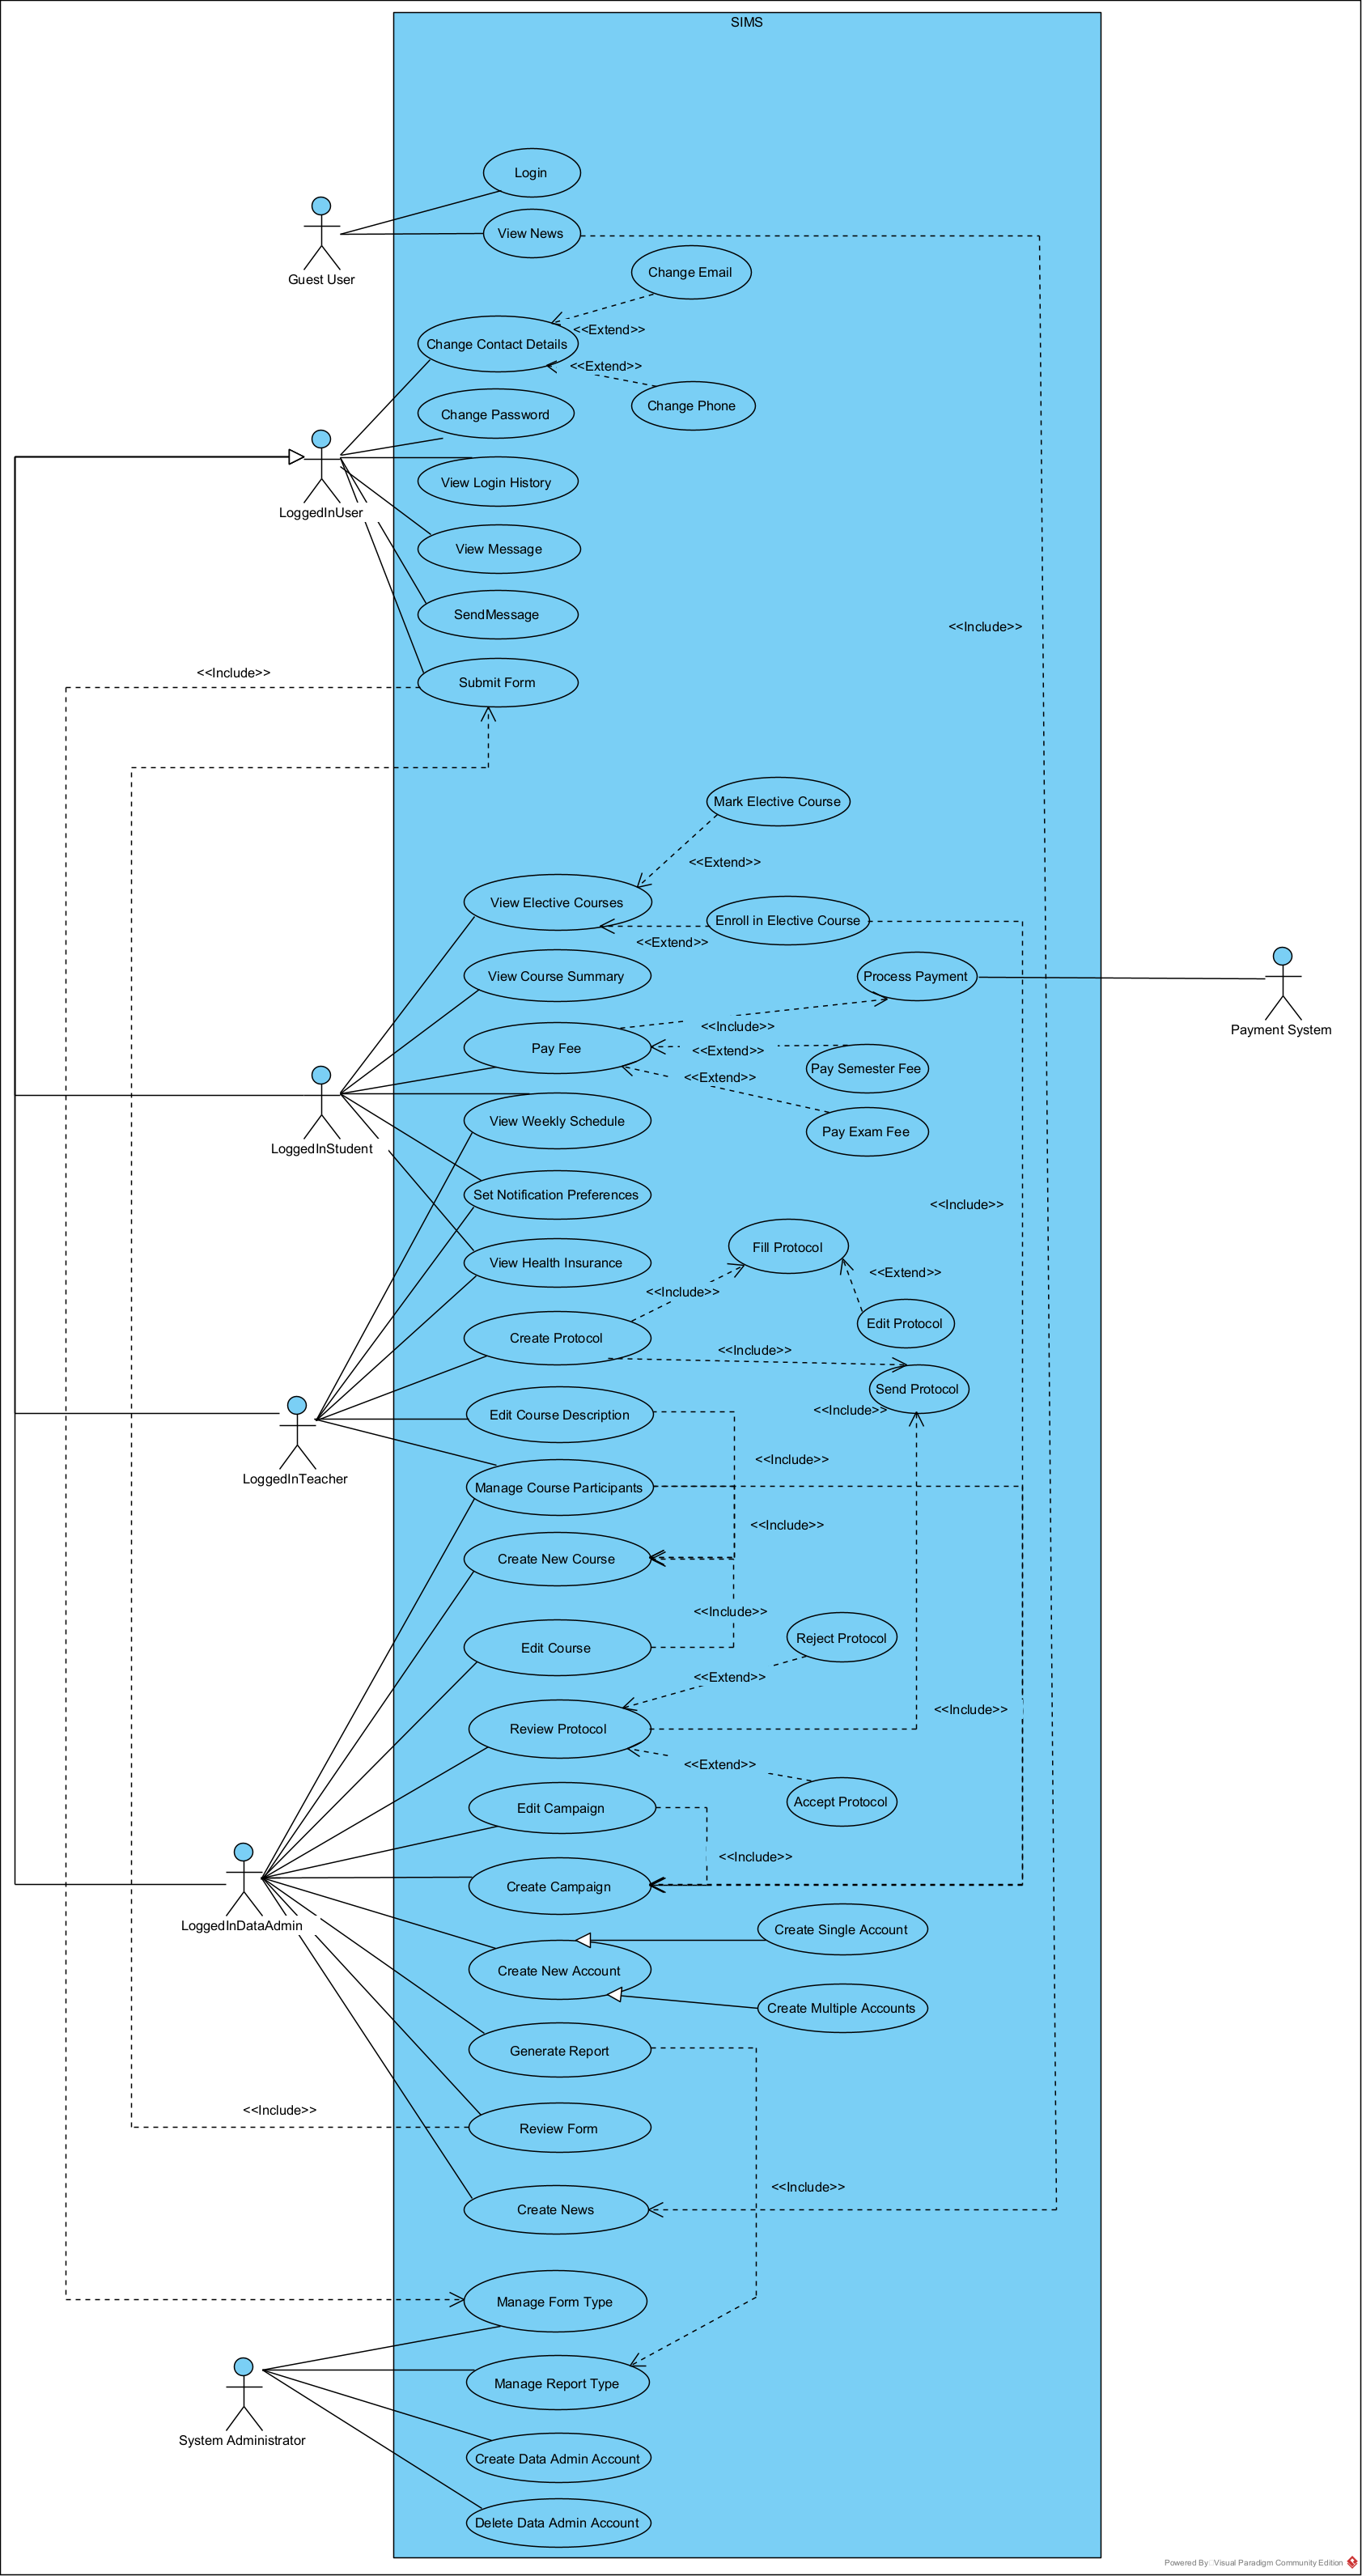 SIMS
Login
View News
Guest User
Change Email
<<Extend>>
Change Contact Details
<<Extend>>
Change Phone
Change Password
View Login History
LoggedInUser
View Message
SendMessage
<<Include>>
<<Include>>
Submit Form
Mark Elective Course
<<Extend>>
View Elective Courses
Enroll in Elective Course
<<Extend>>
View Course Summary
Process Payment
<<Include>>
Payment System
Pay Fee
<<Extend>>
Pay Semester Fee
<<Extend>>
View Weekly Schedule
Pay Exam Fee
LoggedInStudent
Set Notification Preferences
<<Include>>
Fill Protocol
View Health Insurance
<<Extend>>
<<Include>>
Edit Protocol
Create Protocol
<<Include>>
Send Protocol
<<Include>>
Edit Course Description
<<Include>>
LoggedInTeacher
Manage Course Participants
<<Include>>
Create New Course
<<Include>>
Reject Protocol
Edit Course
<<Extend>>
<<Include>>
Review Protocol
<<Extend>>
Accept Protocol
Edit Campaign
<<Include>>
Create Campaign
LoggedInDataAdmin
Create Single Account
Create New Account
Create Multiple Accounts
Generate Report
<<Include>>
Review Form
<<Include>>
Create News
Manage Form Type
Manage Report Type
System Administrator
Create Data Admin Account
Delete Data Admin Account
Powered By Visual Paradigm Community Edition